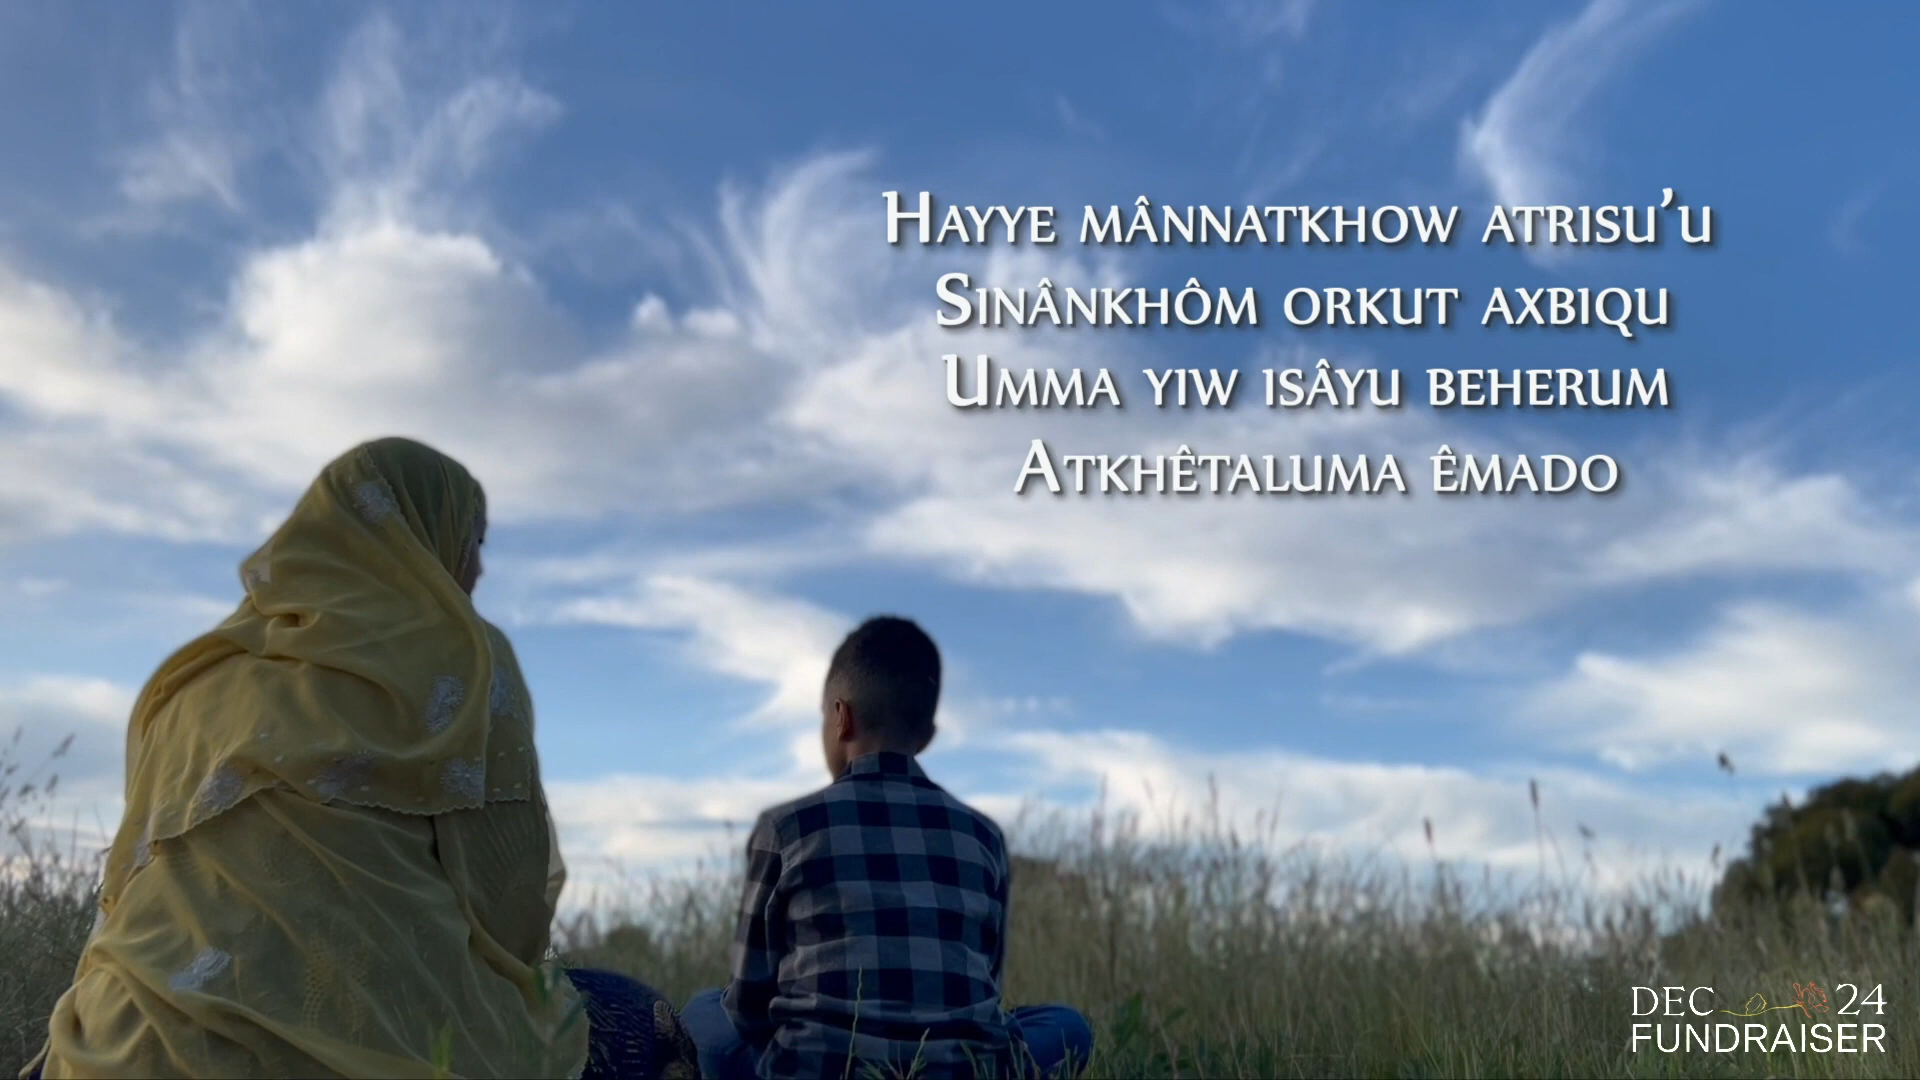 Hayye mânnatkhow atrisu’u
Sinânkhôm orkut axbiqu
Umma yiw isâyu beherum
Atkhêtaluma êmado
DEC 24
FUNDRAISER